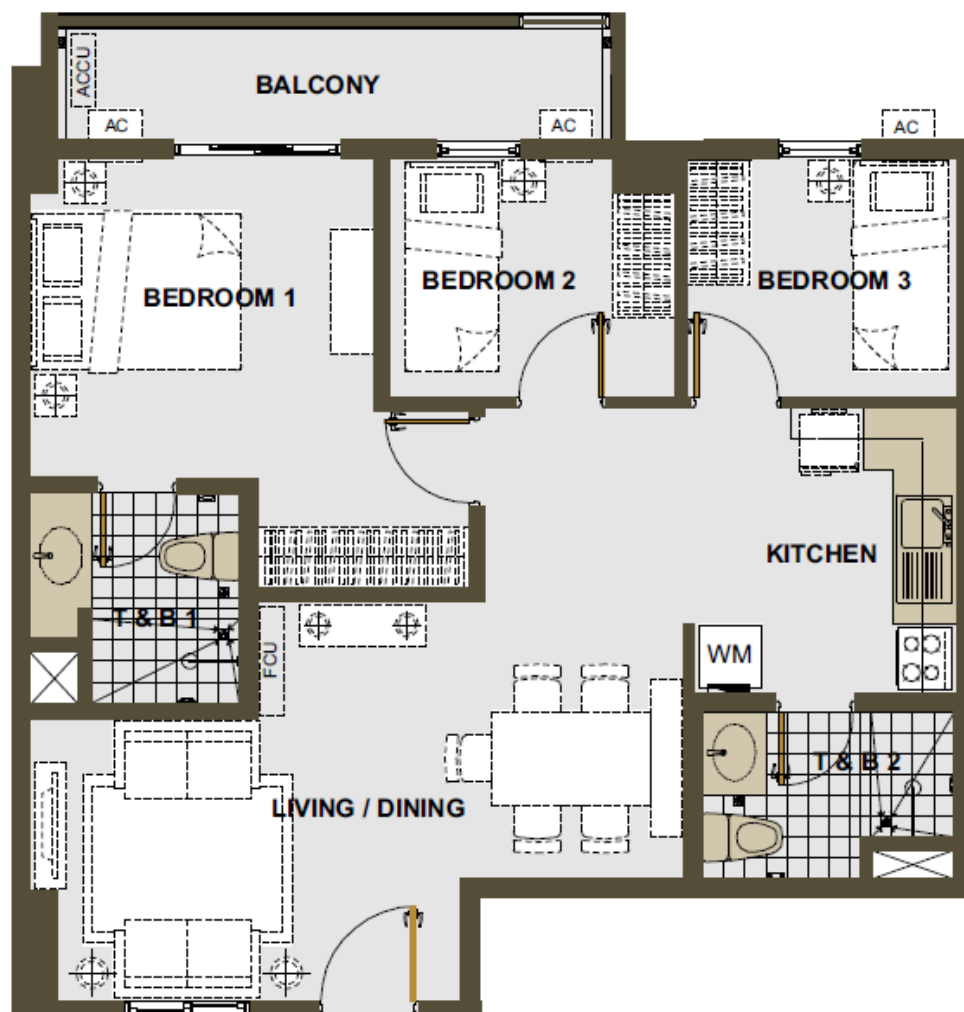 BALCONY
ACCU
AC
AC
AC
BEDROOM 1
BEDROOM 2
BEDROOM 3
KITCHEN
T & B 1
FCU
WM
T & B 2
LIVING / DINING